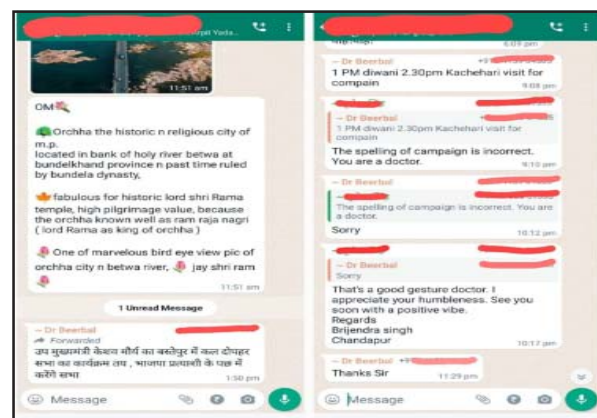 11:51 am
OM
Orchha the historic n religious city of
m.p.
located in bank of holy river betwa at
bundelkhand province n past time ruled
by bundela dynasty,
fabulous for historic lord shri Rama
temple, high pilgrimage value, because
the orchha known well as ram raja nagri
( lord Rama as king of orchha )
One of marvelous bird eye view pic of
orchha city n betwa river, jay shri ram
11:51 am
1 Unread Message
~ Dr Beerbal
Forwarded
उप मुख्यमंत्री केशव मौर्य का बस्तेपुर में कल दोपहर
सभा का कार्यक्रम तय , भाजपा प्रत्याशी के पछ में
करेंगे सभा
1:50 pm
Message
6:09 pm
~ Dr Beerbal
1 PM diwani 2.30pm Kachehari visit for
compain
9:08 pm
~ Dr Beerbal
1 PM diwani 2.30pm Kachehari visit for
compain
The spelling of campaign is incorrect.
You are a doctor.
9:10 pm
~ Dr Beerbal
The spelling of campaign is incorrect. You are
a doctor.
Sorry
10:12 pm
~ Dr Beerbal
Sorry
That's a good gesture doctor. I
appreciate your humbleness. See you
soon with a positive vibe.
Regards
Brijendra singh
Chandapur
10:17 pm
~ Dr Beerbal
Thanks Sir
11:29 pm
Message